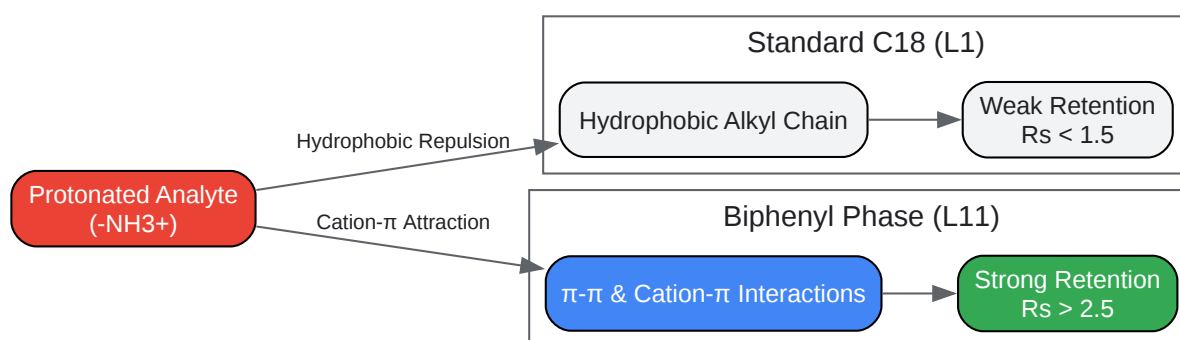 Standard C18 (L1)
Hydrophobic Alkyl Chain
Weak Retention
Rs < 1.5
Hydrophobic Repulsion
Protonated Analyte
(-NH3+)
Cation-π Attraction
Biphenyl Phase (L11)
π-π & Cation-π Interactions
Strong Retention
Rs > 2.5